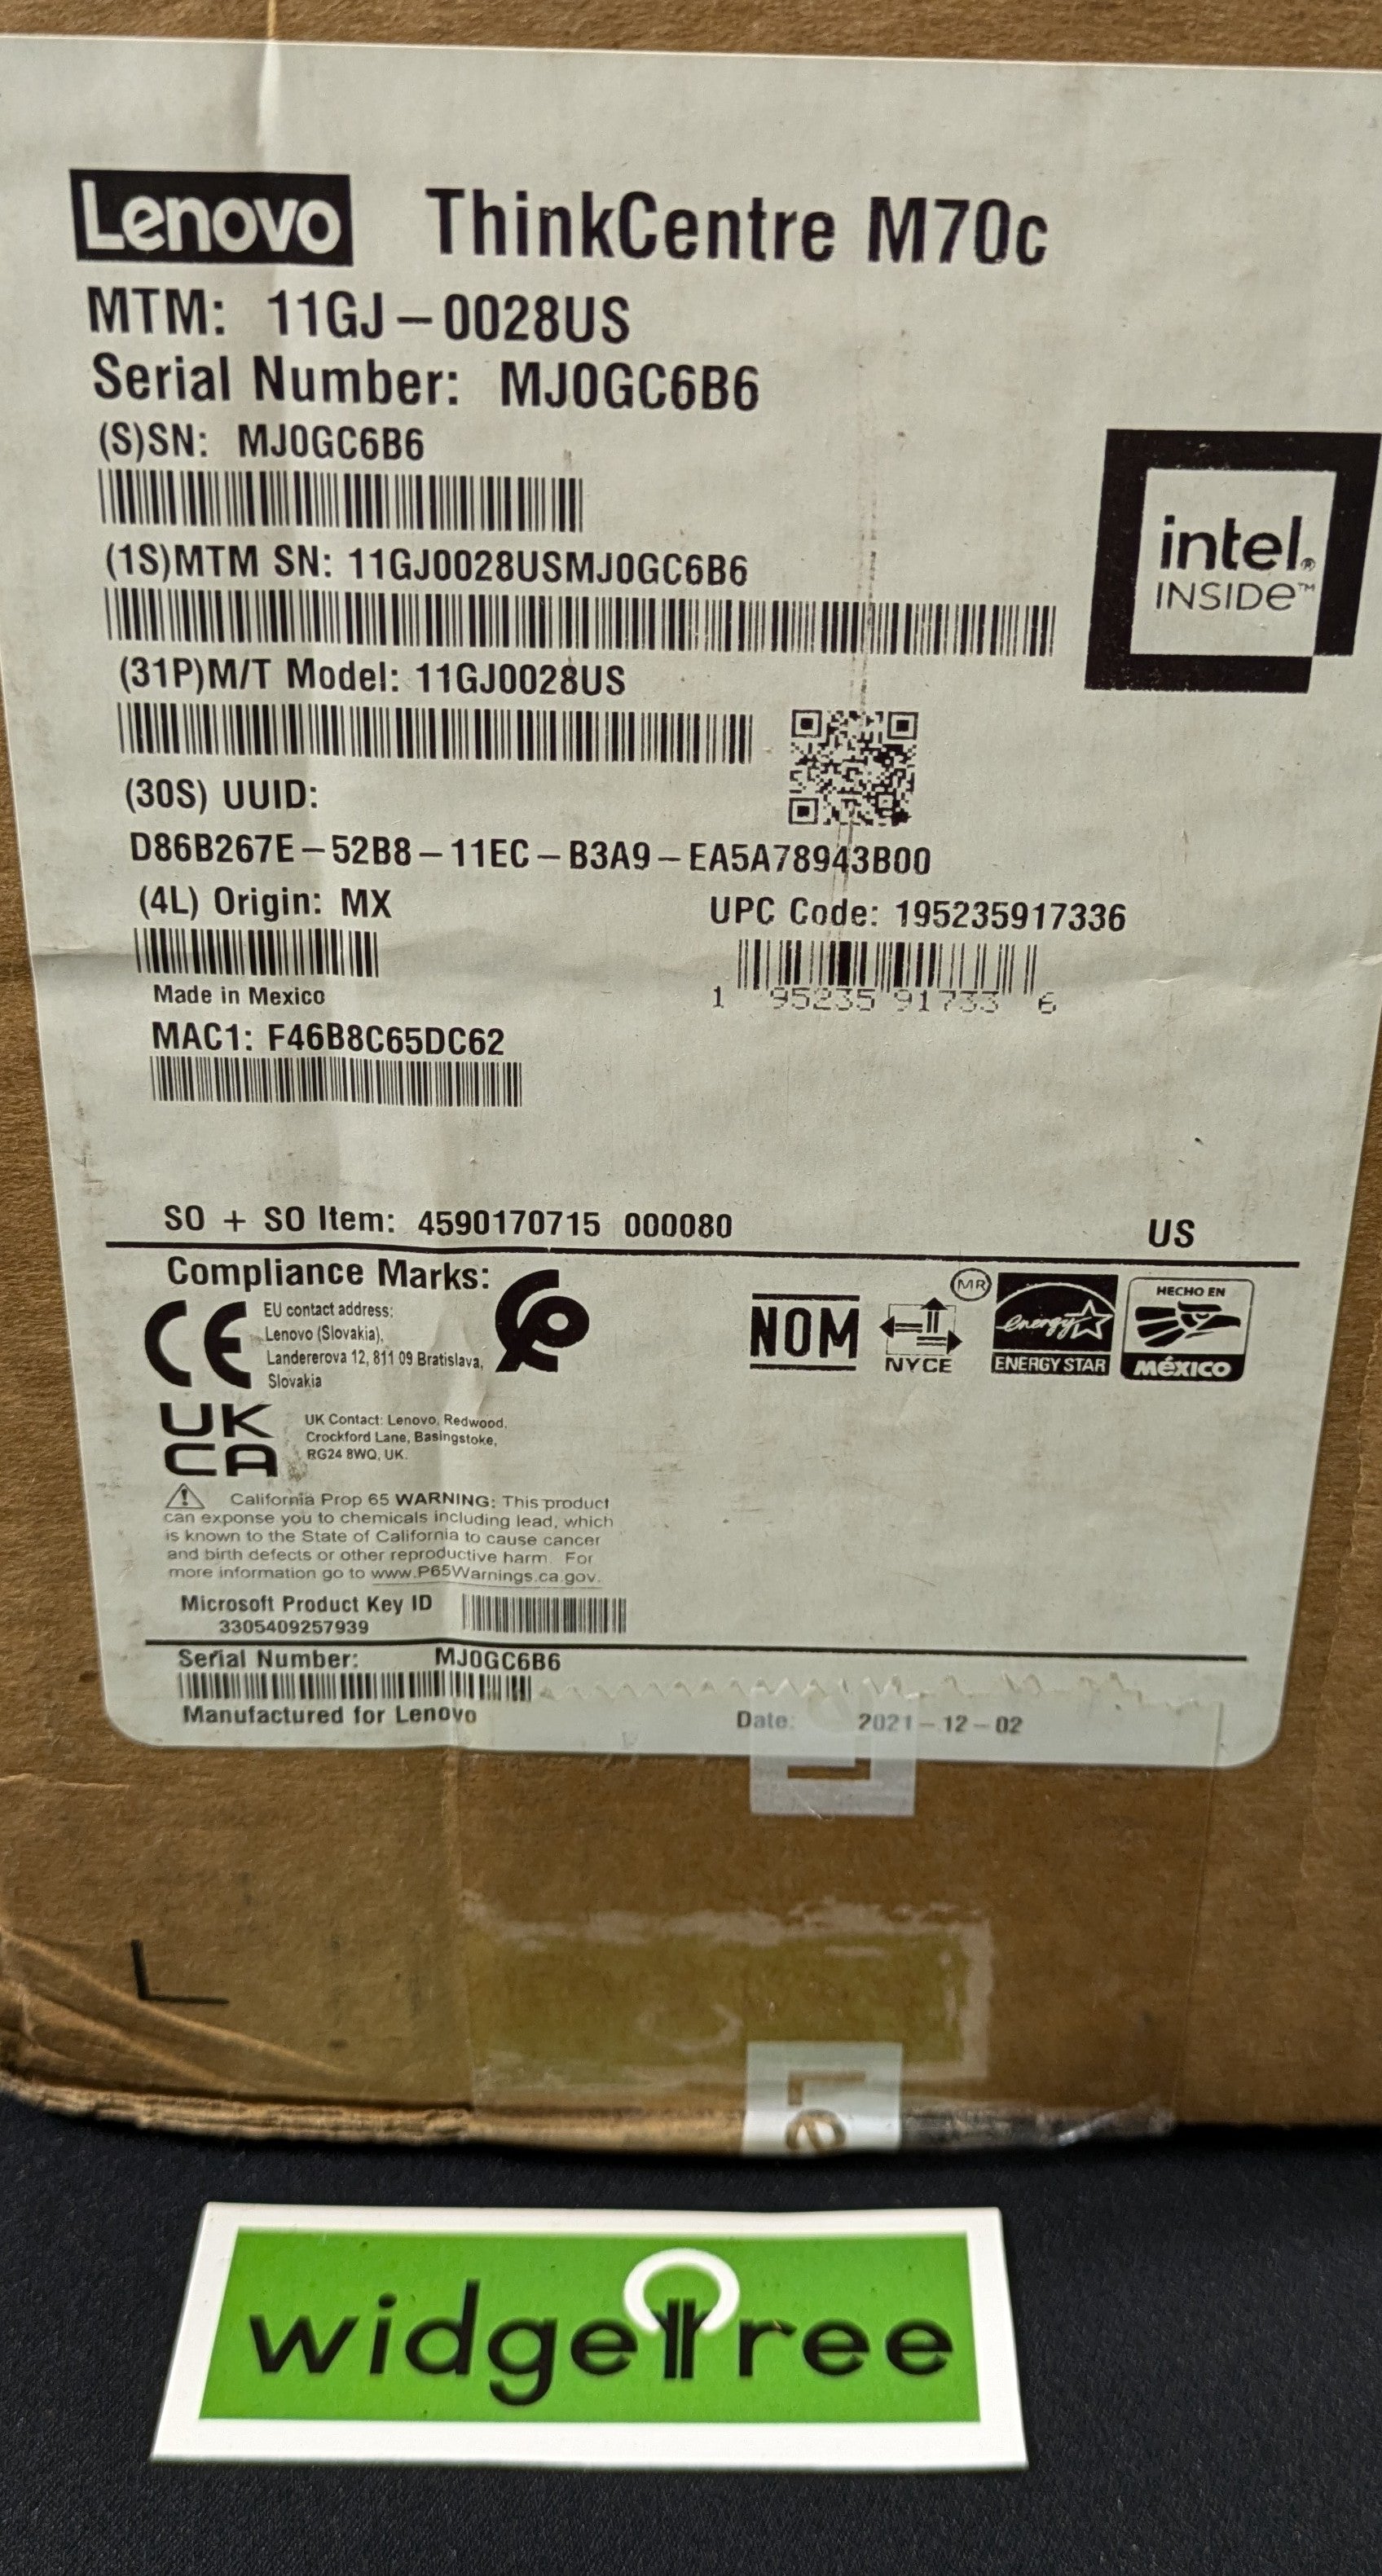 Lenovo ThinkCentre M70c
MTM: 11GJ-0028US
Serial Number: MJ0GC6B6
(S)SN: MJ0GC6B6
intel.® INSIDe™
(1S)MTM SN: 11GJ0028USMJ0GC6B6
(31P)M/T Model: 11GJ0028US
(30S) UUID:
D86B267E-52B8-11EC-B3A9-EA5A78943B00
(4L) Origin: MX
UPC Code: 195235917336
1 95235 91733 6
Made in Mexico
MAC1: F46B8C65DC62
SO + SO Item: 4590170715 000080
US
Compliance Marks:
CE
EU contact address:
Lenovo (Slovakia),
Landererova 12, 811 09 Bratislava,
Slovakia
NOM
NYCE
MR
energy
ENERGY STAR
HECHO EN
MÉXICO
UK
CA
UK Contact: Lenovo, Redwood,
Crockford Lane, Basingstoke,
RG24 8WQ, UK.
California Prop 65 WARNING: This product
can exponse you to chemicals including lead, which
is known to the State of California to cause cancer
and birth defects or other reproductive harm. For
more information go to www.P65Warnings.ca.gov.
Microsoft Product Key ID
3305409257939
Serial Number: MJ0GC6B6
Manufactured for Lenovo
Date: 2021-12-02
Le
widgeTree